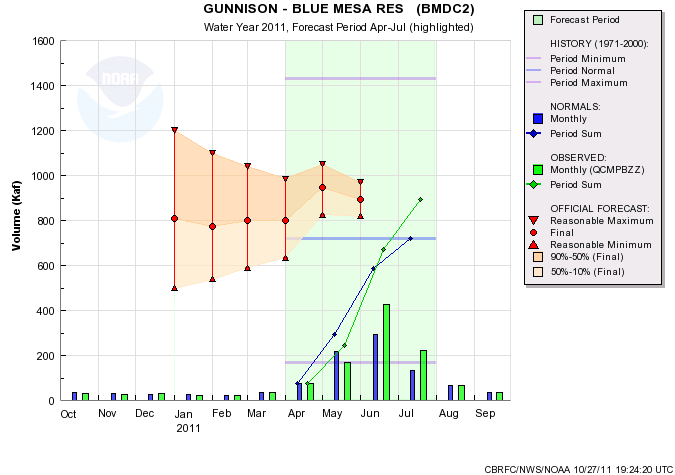 GUNNISON - BLUE MESA RES (BMDC2)
Water Year 2011, Forecast Period Apr-Jul (highlighted)
NOAA
Volume (Kaf)
1600
1400
1200
1000
800
600
400
200
0
Oct Nov Dec Jan Feb Mar Apr May Jun Jul Aug Sep
2011
Forecast Period
HISTORY (1971-2000):
Period Minimum
Period Normal
Period Maximum
NORMALS:
Monthly
Period Sum
OBSERVED:
Monthly (QCMPBZZ)
Period Sum
OFFICIAL FORECAST:
Reasonable Maximum
Final
Reasonable Minimum
90%-50% (Final)
50%-10% (Final)
CBRFC/NWS/NOAA 10/27/11 19:24:20 UTC